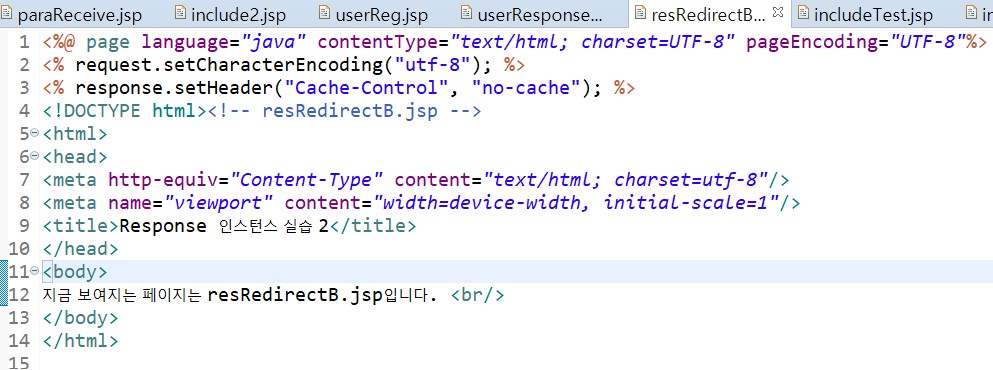 paraReceive.jsp include2.jsp userReg.jsp userResponse... resRedirectB... includeTest.jsp in
1 <%@ page language="java" contentType="text/html; charset=UTF-8" pageEncoding="UTF-8"%>
2 <% request.setCharacterEncoding("utf-8"); %>
3 <% response.setHeader("Cache-Control", "no-cache"); %>
4 <!DOCTYPE html><!-- resRedirectB.jsp -->
5 <html>
6 <head>
7 <meta http-equiv="Content-Type" content="text/html; charset=utf-8"/>
8 <meta name="viewport" content="width=device-width, initial-scale=1"/>
9 <title>Response 인스턴스 실습 2</title>
10 </head>
11 <body>
12 지금 보여지는 페이지는 resRedirectB.jsp입니다. <br/>
13 </body>
14 </html>
15